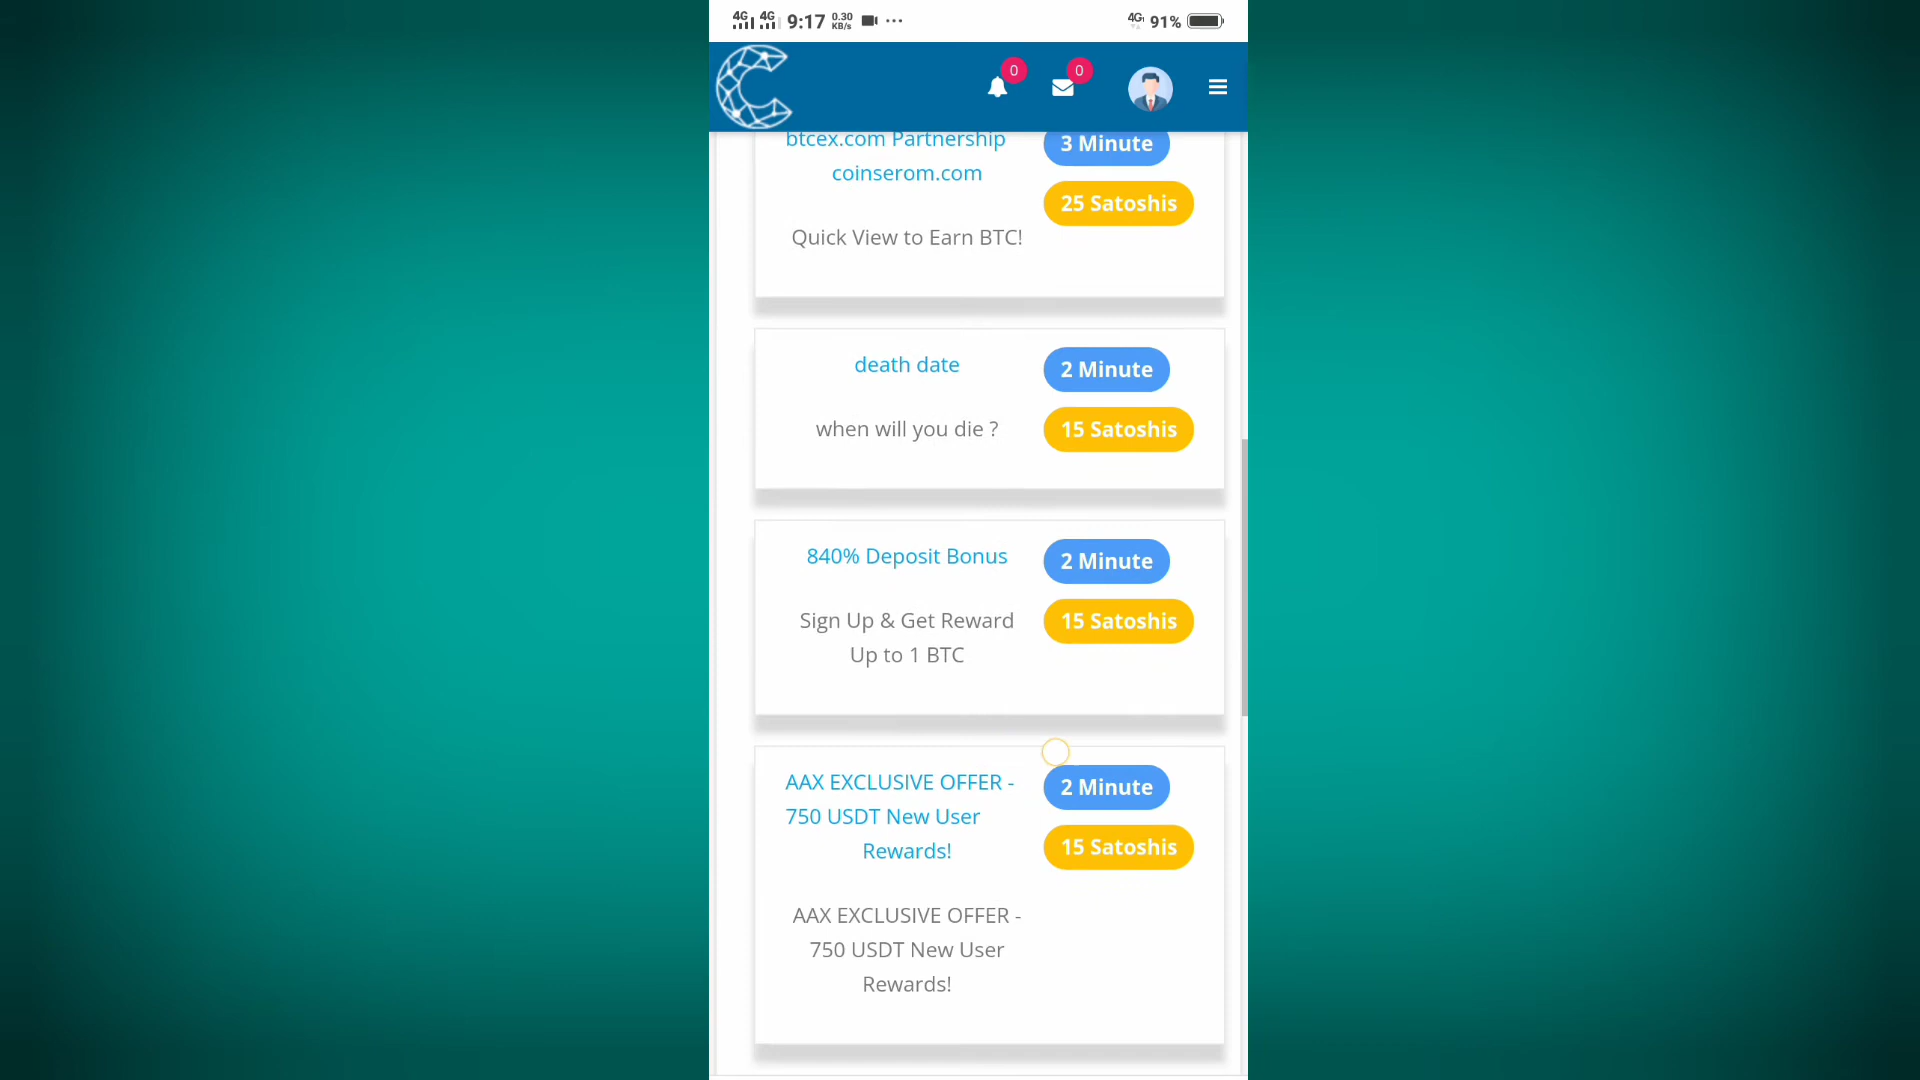 4G 4G 9:17 0.30 KB/s ... 4G 91%
0 0
btcex.com Partnership
coinserom.com
3 Minute
25 Satoshis
Quick View to Earn BTC!
death date
2 Minute
when will you die ?
15 Satoshis
840% Deposit Bonus
2 Minute
Sign Up & Get Reward
Up to 1 BTC
15 Satoshis
AAX EXCLUSIVE OFFER -
750 USDT New User
Rewards!
2 Minute
15 Satoshis
AAX EXCLUSIVE OFFER -
750 USDT New User
Rewards!